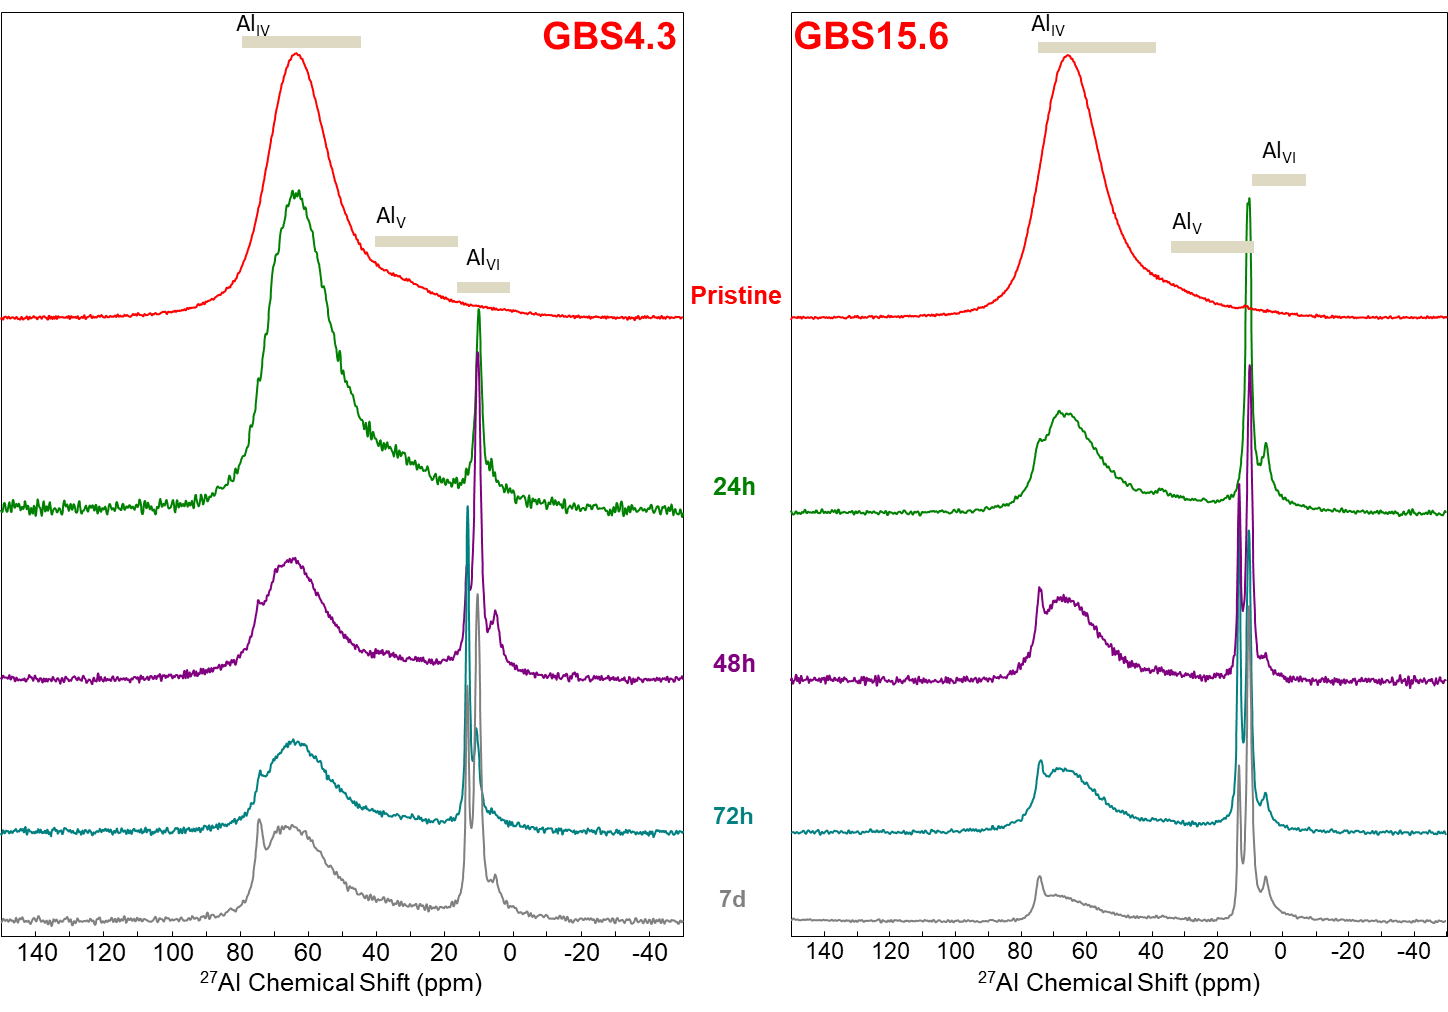 Al_IV
GBS4.3
GBS15.6
Al_IV
Al_VI
Al_V
Al_V
Al_VI
Pristine
24h
48h
72h
7d
140 120 100 80 60 40 20 0 -20 -40
140 120 100 80 60 40 20 0 -20 -40
²⁷Al Chemical Shift (ppm)
²⁷Al Chemical Shift (ppm)